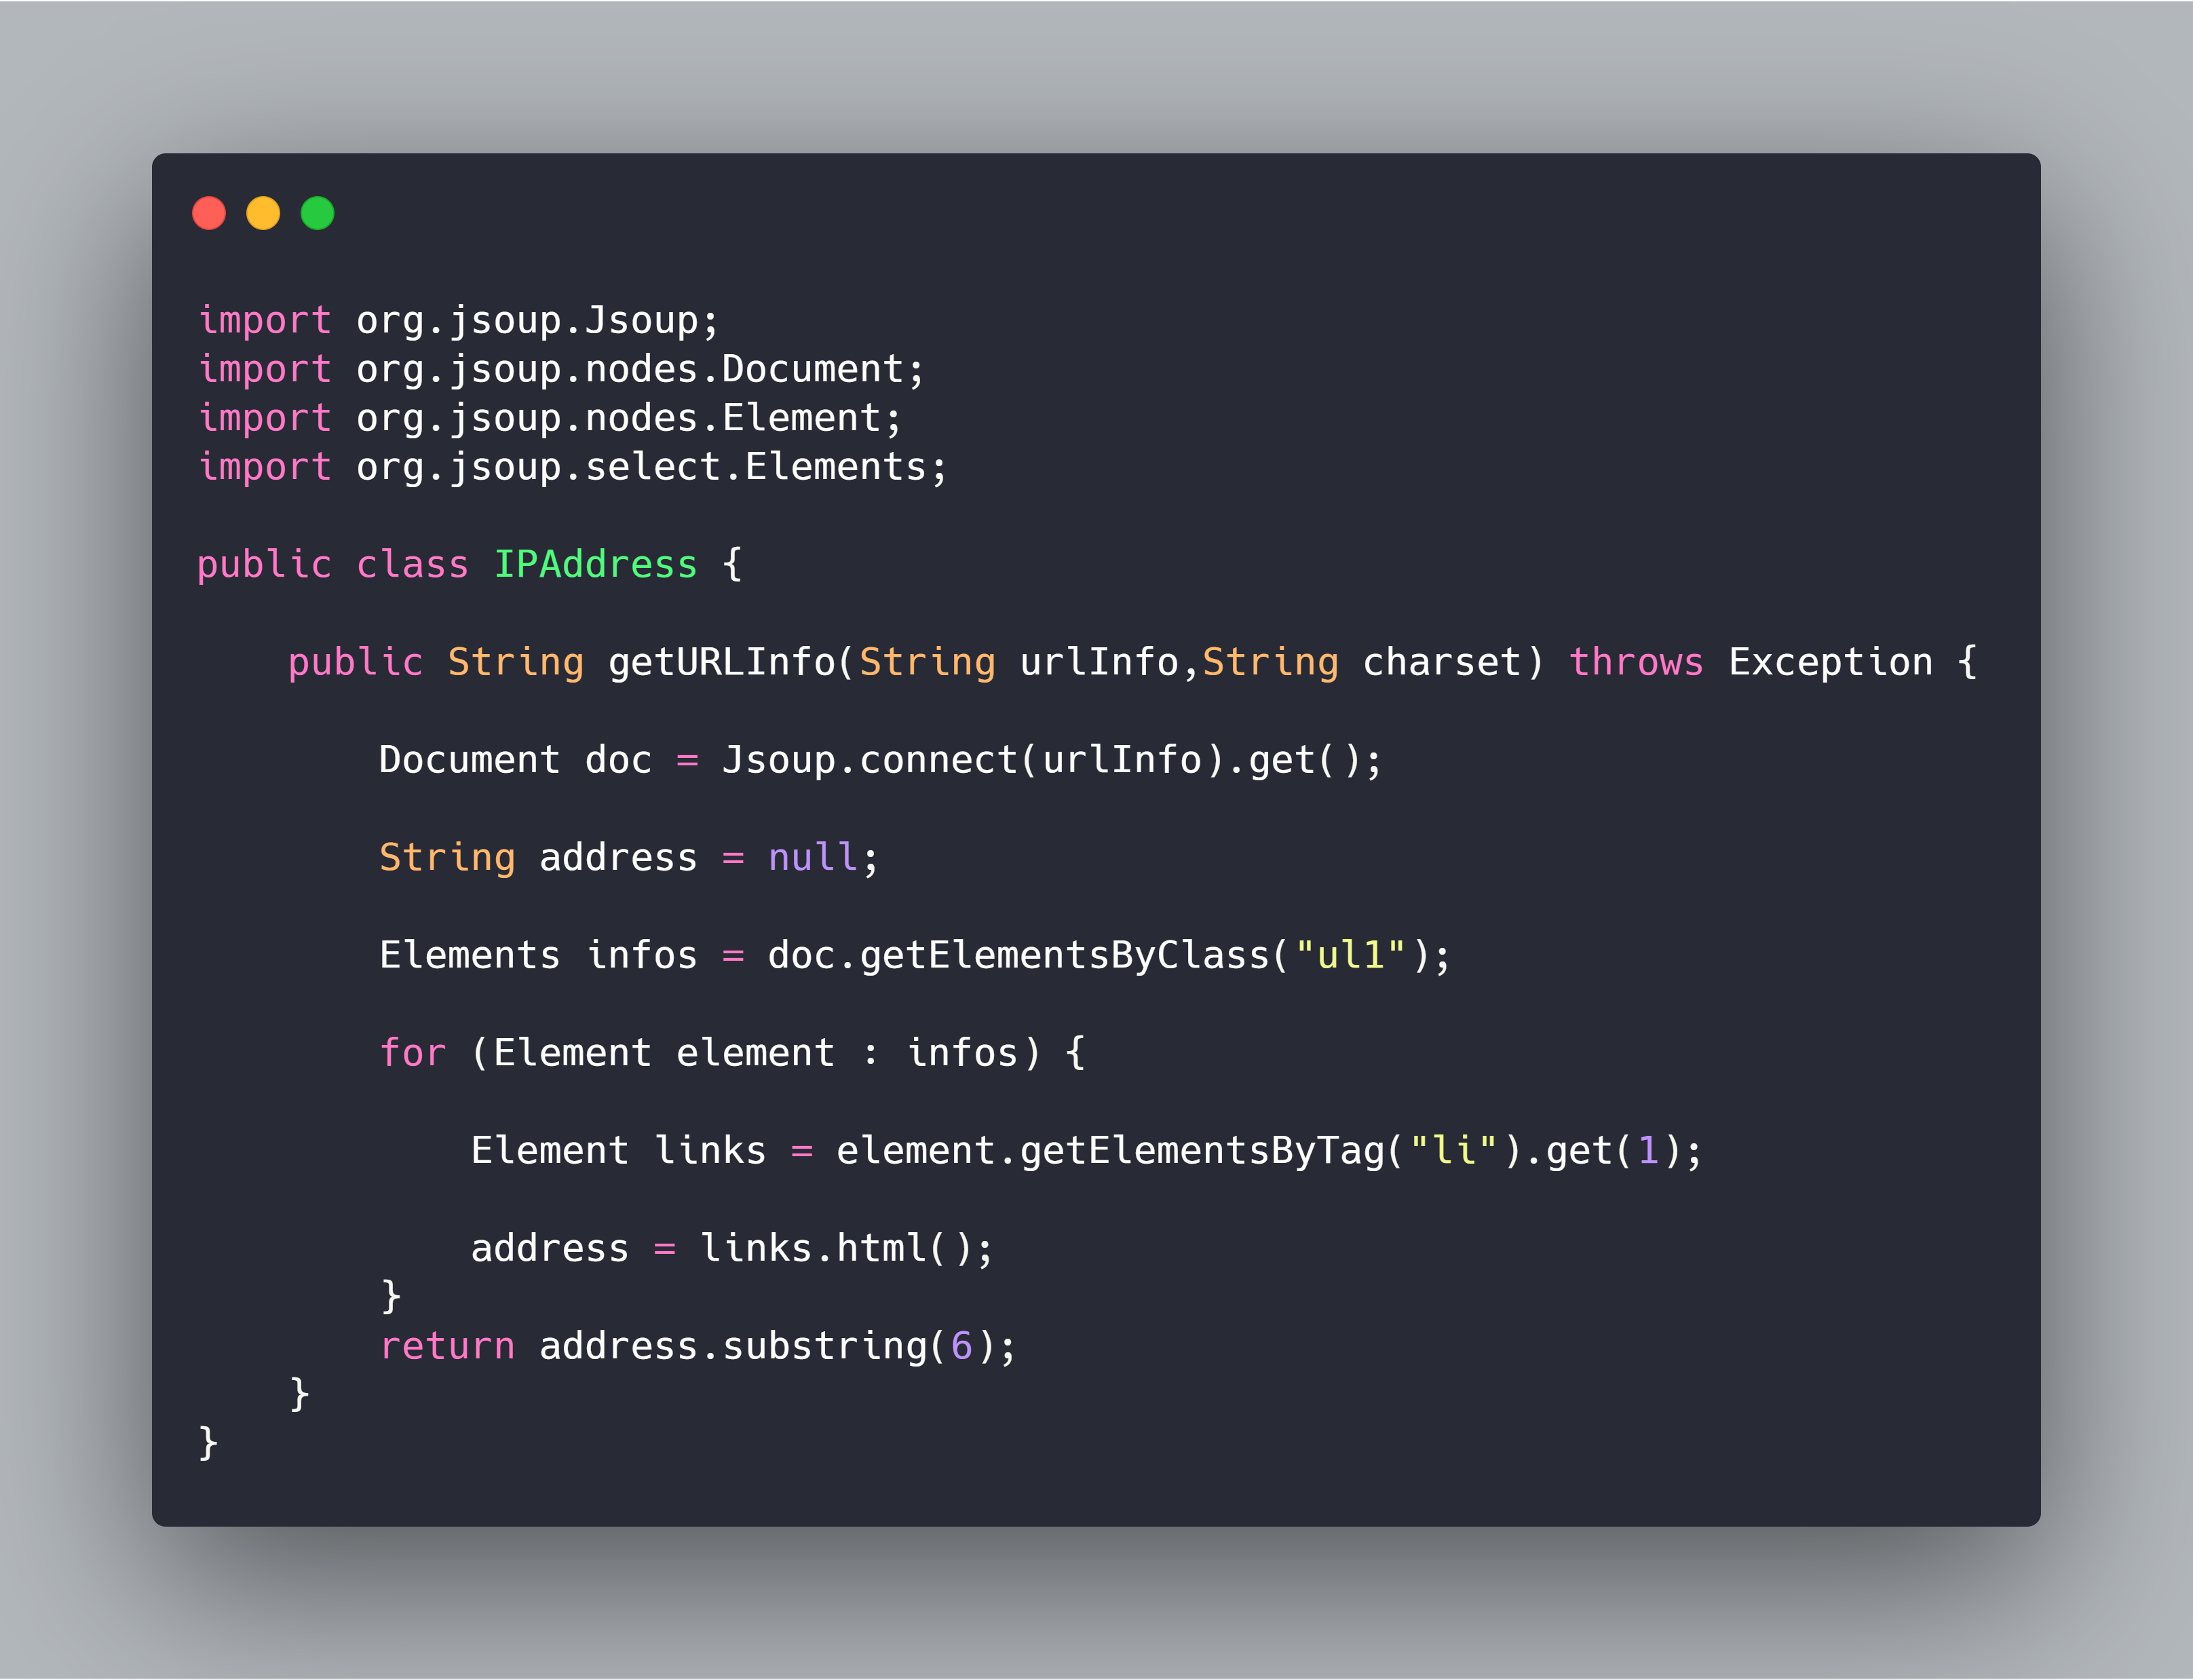 import org.jsoup.Jsoup;
import org.jsoup.nodes.Document;
import org.jsoup.nodes.Element;
import org.jsoup.select.Elements;
public class IPAddress {
public String getURLInfo(String urlInfo,String charset) throws Exception {
Document doc = Jsoup.connect(urlInfo).get();
String address = null;
Elements infos = doc.getElementsByClass("ul1");
for (Element element : infos) {
Element links = element.getElementsByTag("li").get(1);
address = links.html();
}
return address.substring(6);
}
}